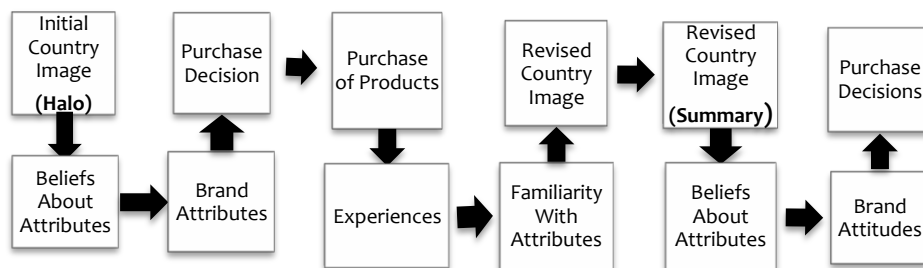 Initial
Country
Image
(Halo)
Beliefs
About
Attributes
Brand
Attributes
Purchase
Decision
Purchase
of Products
Experiences
Familiarity
With
Attributes
Revised
Country
Image
Revised
Country
Image
(Summary)
Beliefs
About
Attributes
Brand
Attitudes
Purchase
Decisions